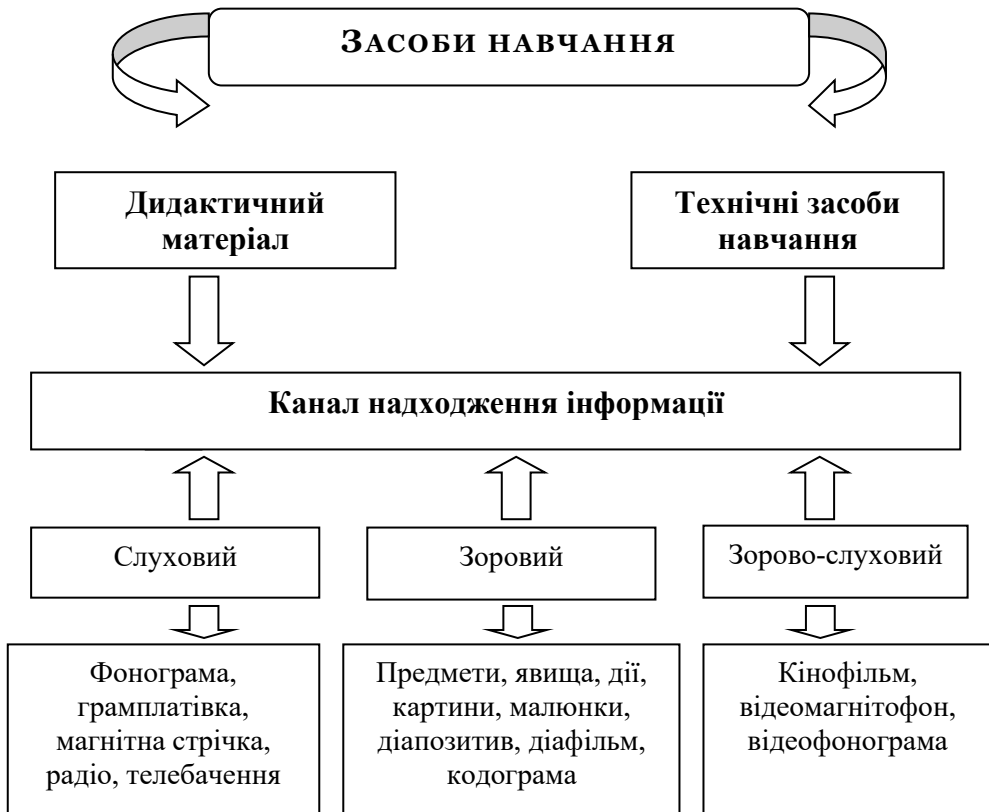 ЗАСОБИ НАВЧАННЯ
Дидактичний
матеріал
Технічні засоби
навчання
Канал надходження інформації
Слуховий
Зоровий
Зорово-слуховий
Фонограма,
грамплатівка,
магнітна стрічка,
радіо, телебачення
Предмети, явища, дії,
картини, малюнки,
діапозитив, діафільм,
кодограма
Кінофільм,
відеомагнітофон,
відеофонограма